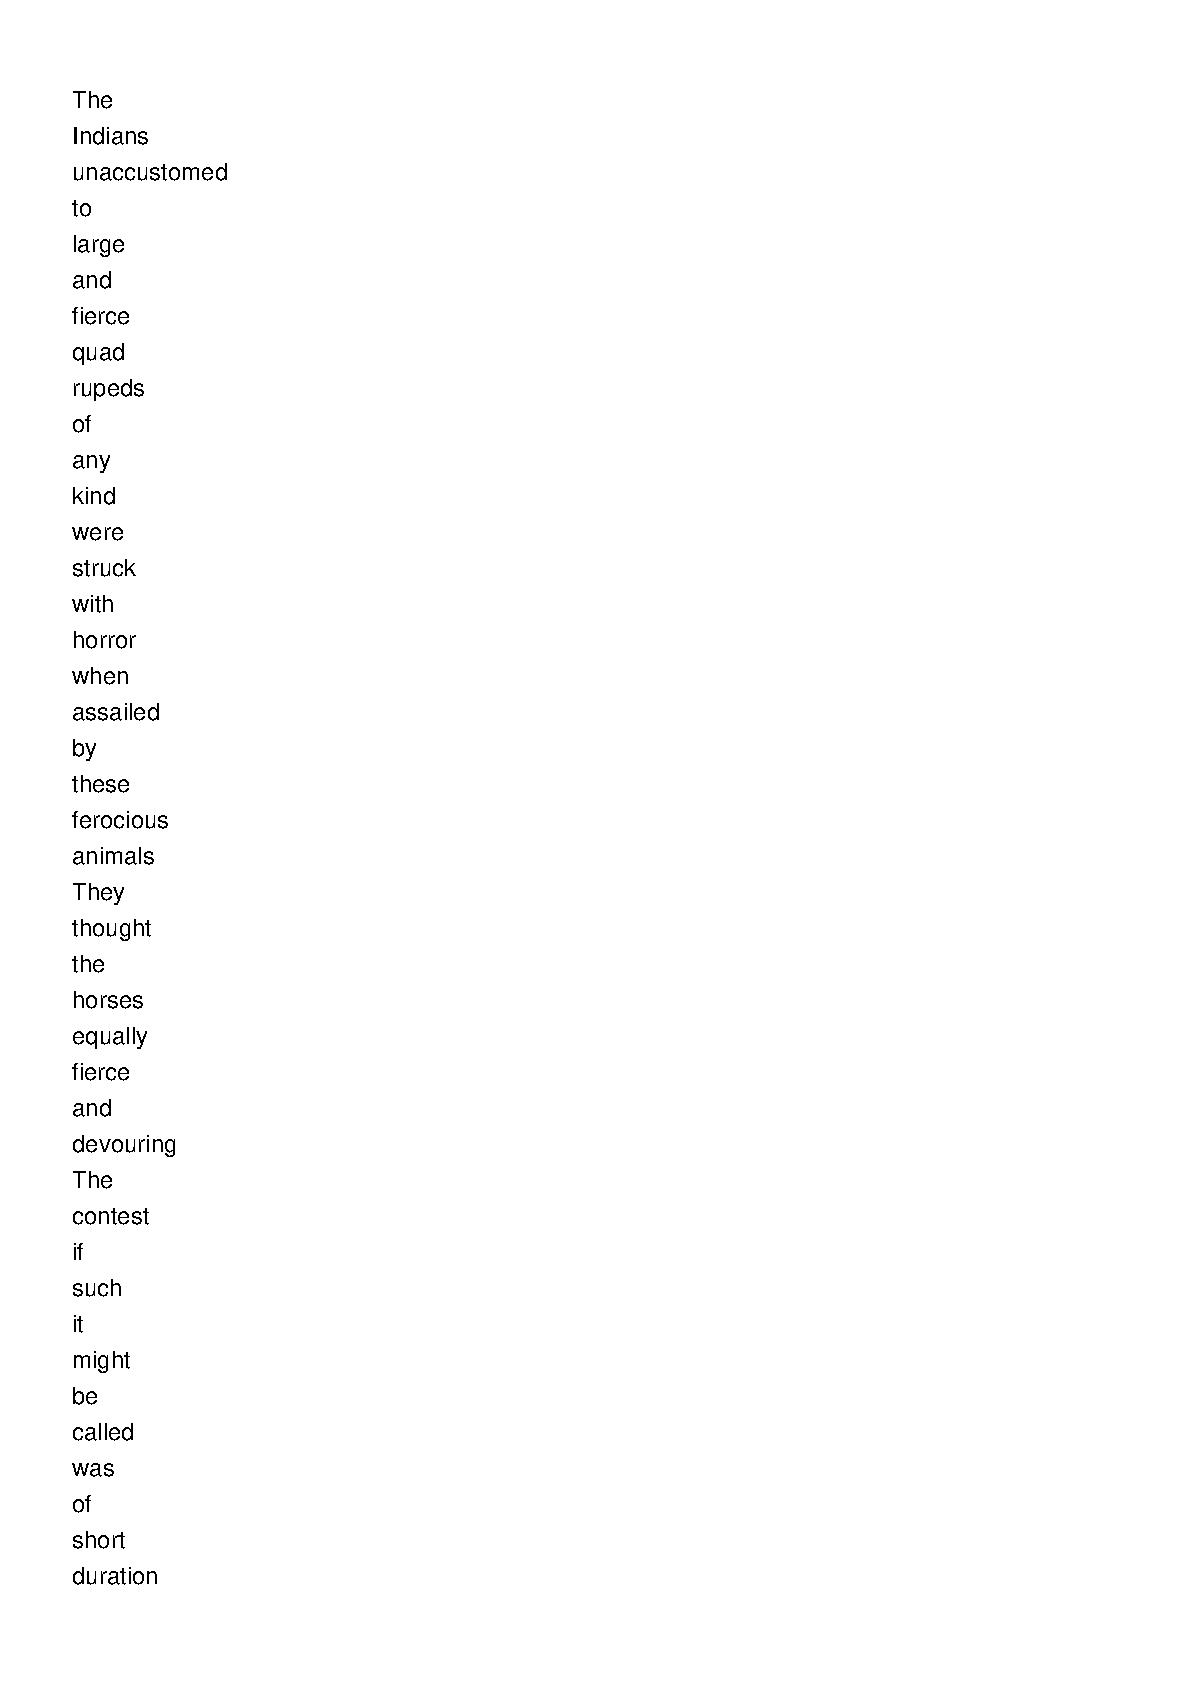 The
Indians
unaccustomed
to
large
and
fierce
quad
rupeds
of
any
kind
were
struck
with
horror
when
assailed
by
these
ferocious
animals
They
thought
the
horses
equally
fierce
and
devouring
The
contest
if
such
it
might
be
called
was
of
short
duration